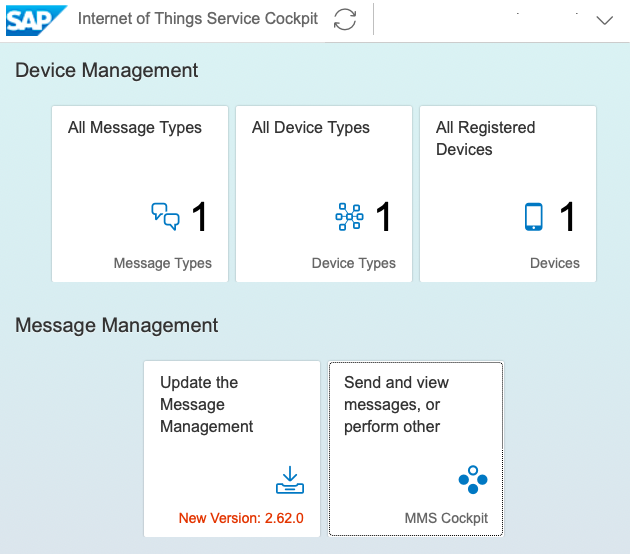 SAP Internet of Things Service Cockpit
Device Management
All Message Types
1
Message Types
All Device Types
1
Device Types
All Registered
Devices
1
Devices
Message Management
Update the
Message
Management
New Version: 2.62.0
Send and view
messages, or
perform other
MMS Cockpit